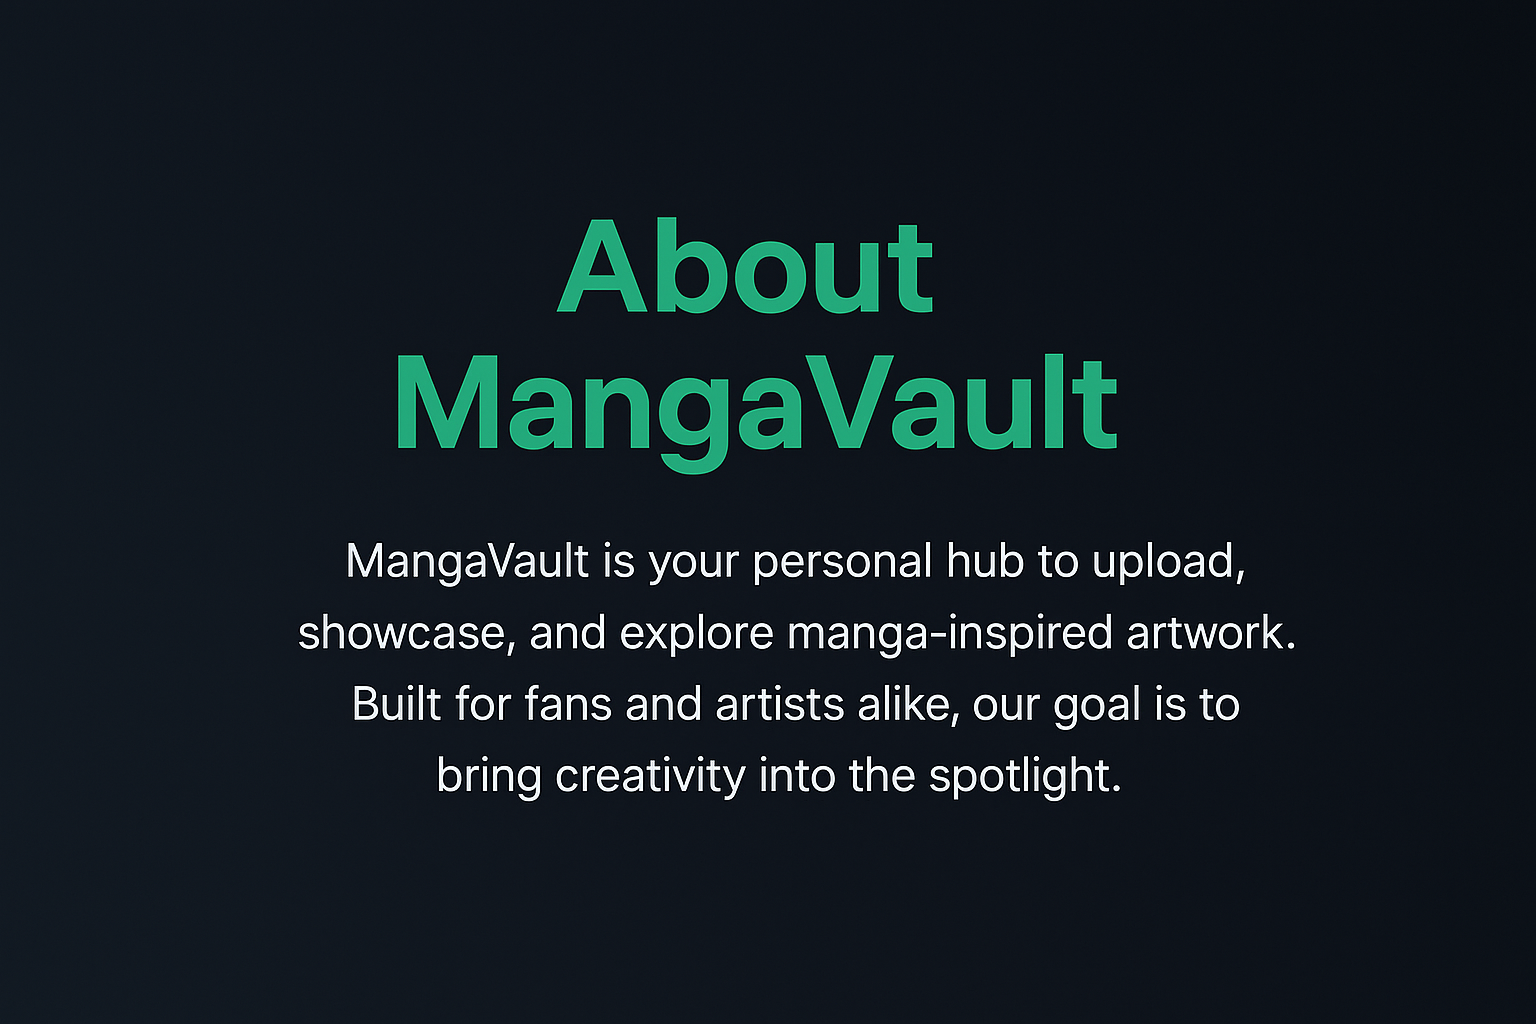 About
MangaVault
MangaVault is your personal hub to upload,
showcase, and explore manga-inspired artwork.
Built for fans and artists alike, our goal is to
bring creativity into the spotlight.